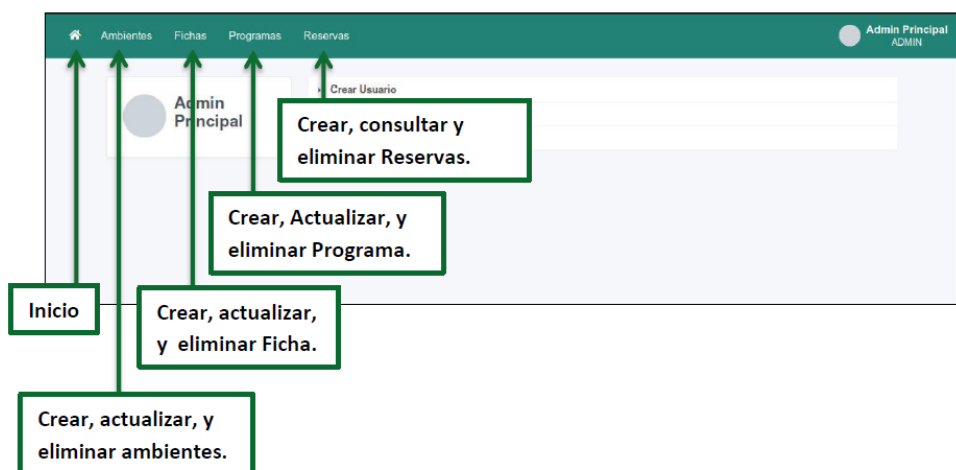 Ambientes Fichas Programas Reservas
Admin Principal
ADMIN
Admin
Principal
Crear Usuario
Crear, consultar y
eliminar Reservas.
Crear, Actualizar, y
eliminar Programa.
Inicio
Crear, actualizar,
y eliminar Ficha.
Crear, actualizar, y
eliminar ambientes.